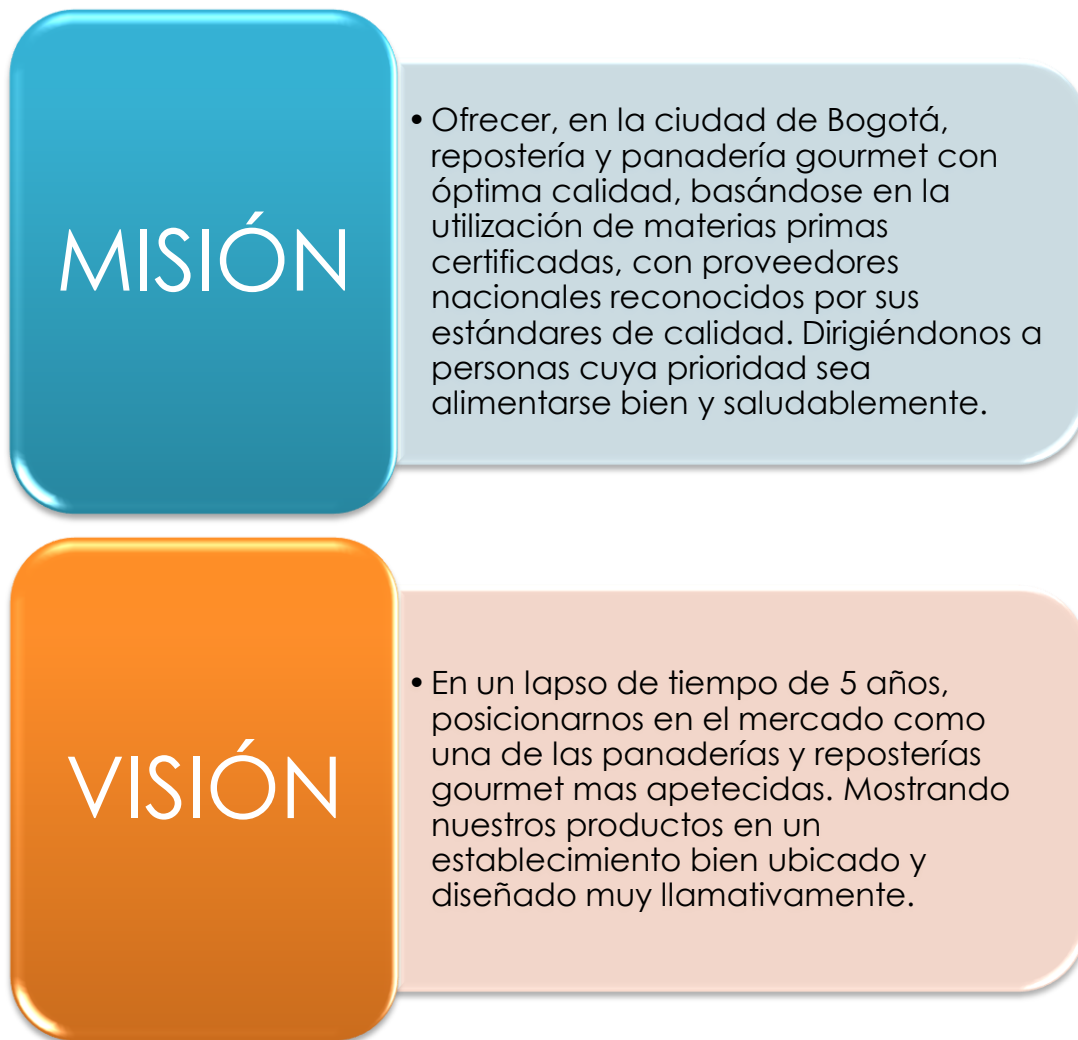 MISIÓN
• Ofrecer, en la ciudad de Bogotá,
repostería y panadería gourmet con
óptima calidad, basándose en la
utilización de materias primas
certificadas, con proveedores
nacionales reconocidos por sus
estándares de calidad. Dirigiéndonos a
personas cuya prioridad sea
alimentarse bien y saludablemente.
VISIÓN
• En un lapso de tiempo de 5 años,
posicionarnos en el mercado como
una de las panaderías y reposterías
gourmet mas apetecidas. Mostrando
nuestros productos en un
establecimiento bien ubicado y
diseñado muy llamativamente.